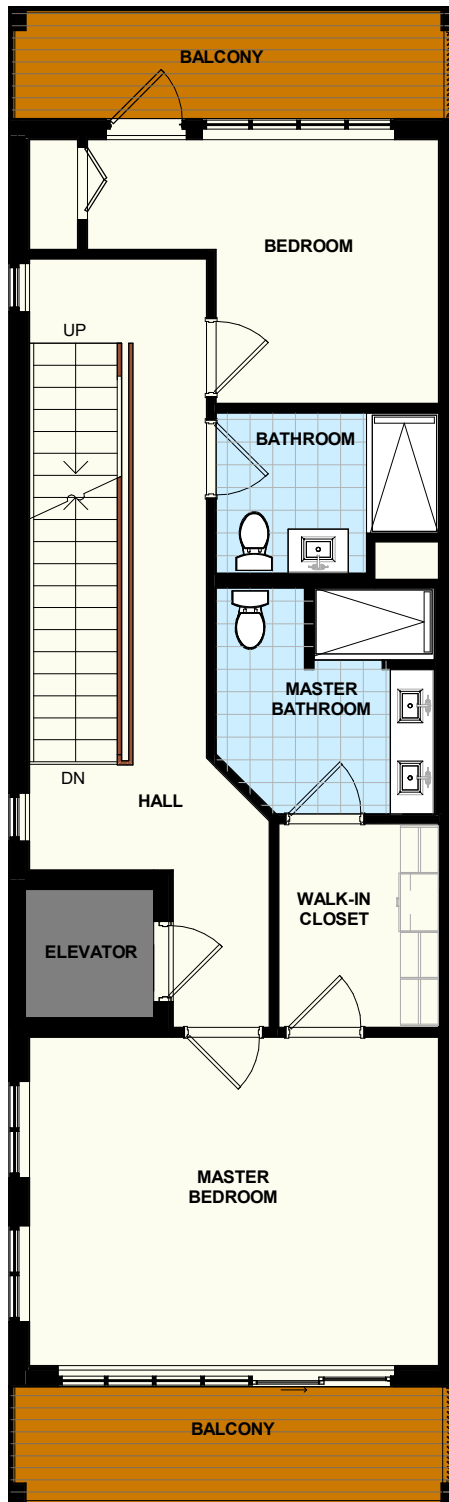 BALCONY
BEDROOM
UP
BATHROOM
MASTER
BATHROOM
DN
HALL
WALK-IN
CLOSET
ELEVATOR
MASTER
BEDROOM
BALCONY